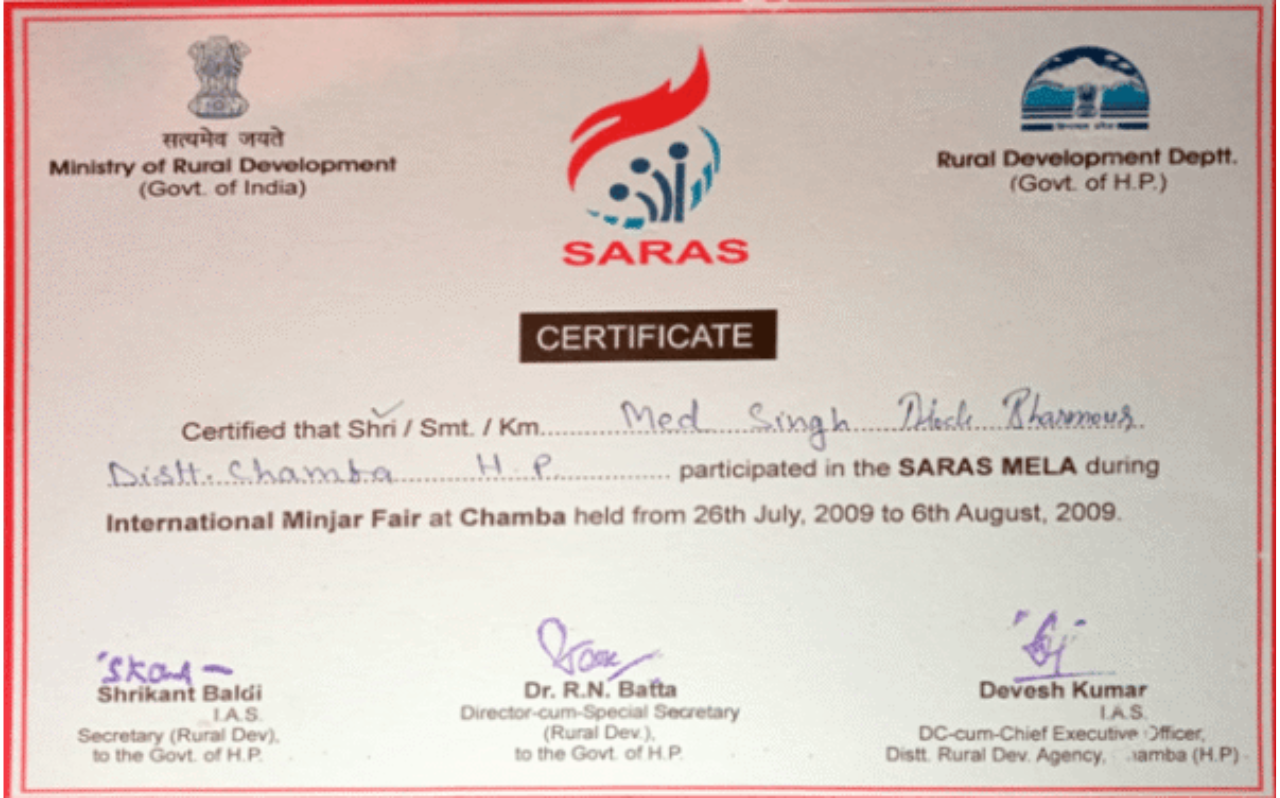 सत्यमेव जयते
Ministry of Rural Development
(Govt. of India)
SARAS
Rural Development Deptt.
(Govt. of H.P.)
CERTIFICATE
Certified that Shri / Smt. / Km. Med Singh Block Bharmour
Distt. Chamba H.P. participated in the SARAS MELA during
International Minjar Fair at Chamba held from 26th July, 2009 to 6th August, 2009.
Shrikant Baldi
I.A.S.
Secretary (Rural Dev).
to the Govt. of H.P.
Dr. R.N. Batta
Director-cum-Special Secretary
(Rural Dev.),
to the Govt. of H.P.
Devesh Kumar
I.A.S.
DC-cum-Chief Executive Officer,
Distt. Rural Dev. Agency, Chamba (H.P)